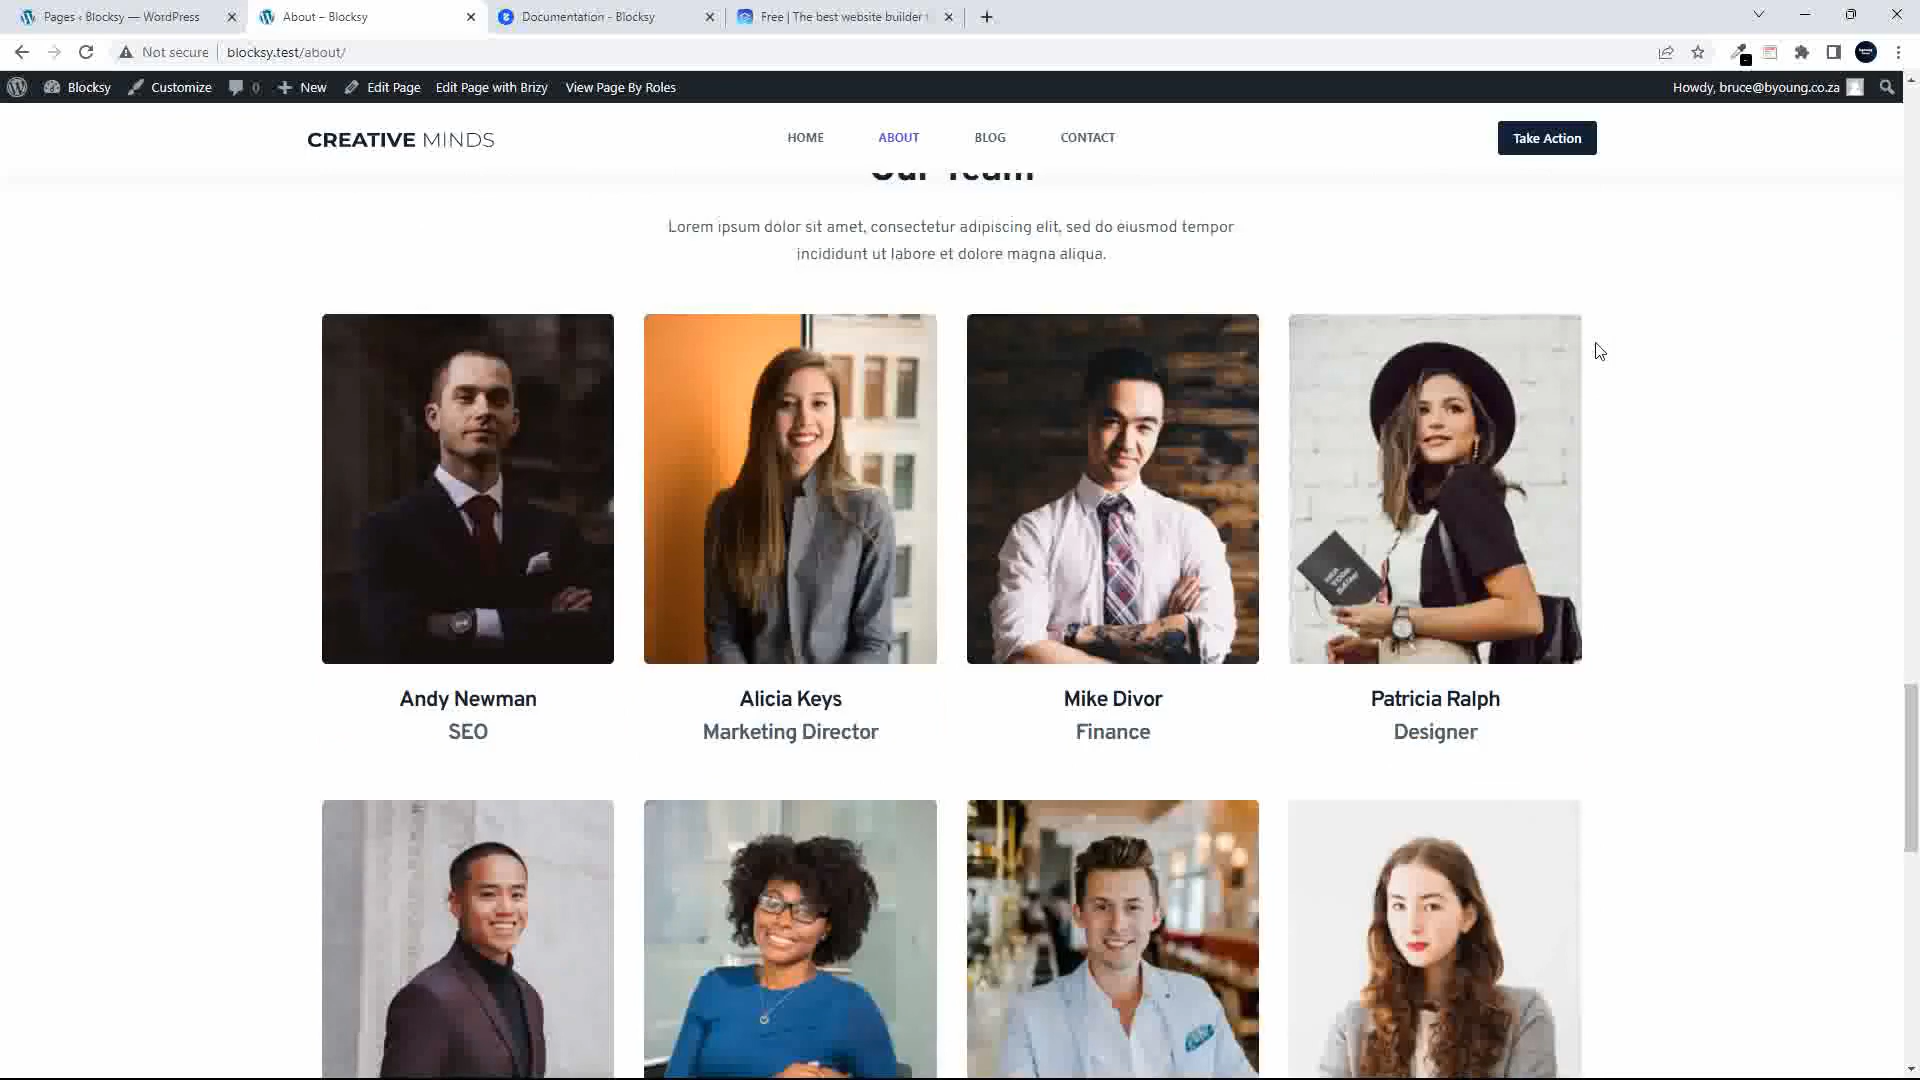 Pages ‹ Blocksy — WordPress
About – Blocksy
Documentation - Blocksy
Free | The best website builder
Not secure
blocksy.test/about/
Blocksy
Customize
0
New
Edit Page
Edit Page with Brizy
View Page By Roles
Howdy, bruce@byoung.co.za
CREATIVE MINDS
HOME
ABOUT
BLOG
CONTACT
Take Action
Our Team
Lorem ipsum dolor sit amet, consectetur adipiscing elit, sed do eiusmod tempor
incididunt ut labore et dolore magna aliqua.
Andy Newman
SEO
Alicia Keys
Marketing Director
Mike Divor
Finance
Patricia Ralph
Designer